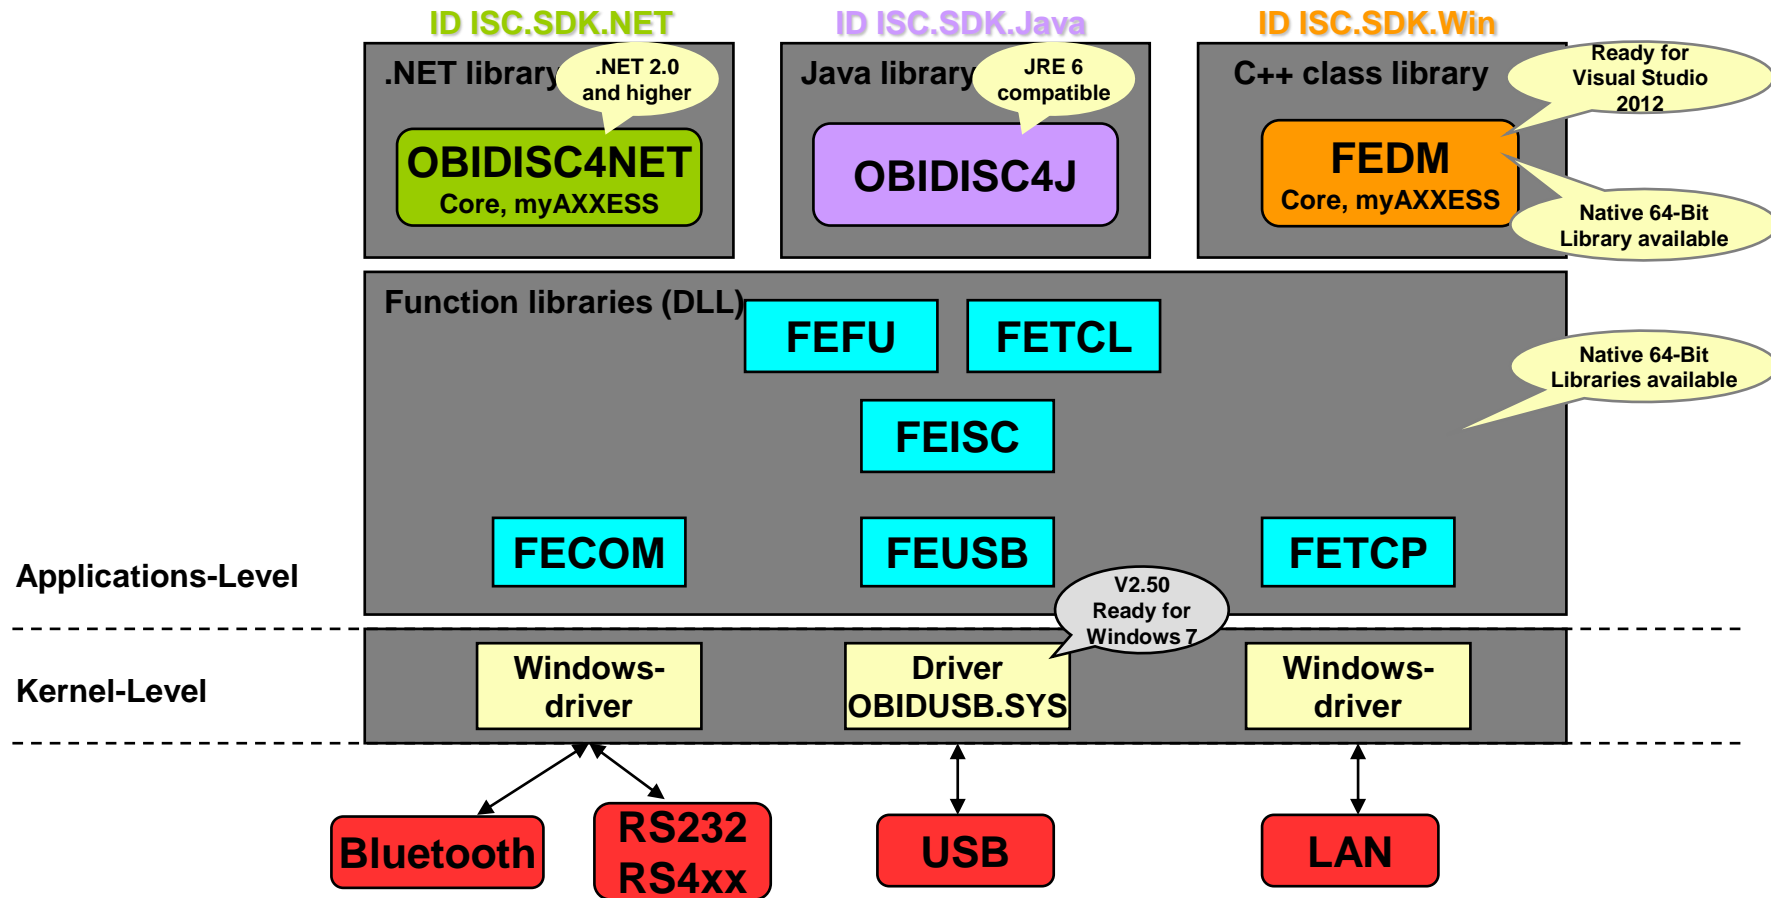 ID ISC.SDK.NET
ID ISC.SDK.Java
ID ISC.SDK.Win
.NET library
.NET 2.0
and higher
OBIDISC4NET
Core, myAXXESS
Java library
JRE 6
compatible
OBIDISC4J
C++ class library
Ready for
Visual Studio
2012
FEDM
Core, myAXXESS
Native 64-Bit
Library available
Function libraries (DLL)
FEFU
FETCL
Native 64-Bit
Libraries available
FEISC
FECOM
FEUSB
FETCP
Applications-Level
V2.50
Ready for
Windows 7
Kernel-Level
Windows-
driver
Driver
OBIDUSB.SYS
Windows-
driver
Bluetooth
RS232
RS4xx
USB
LAN